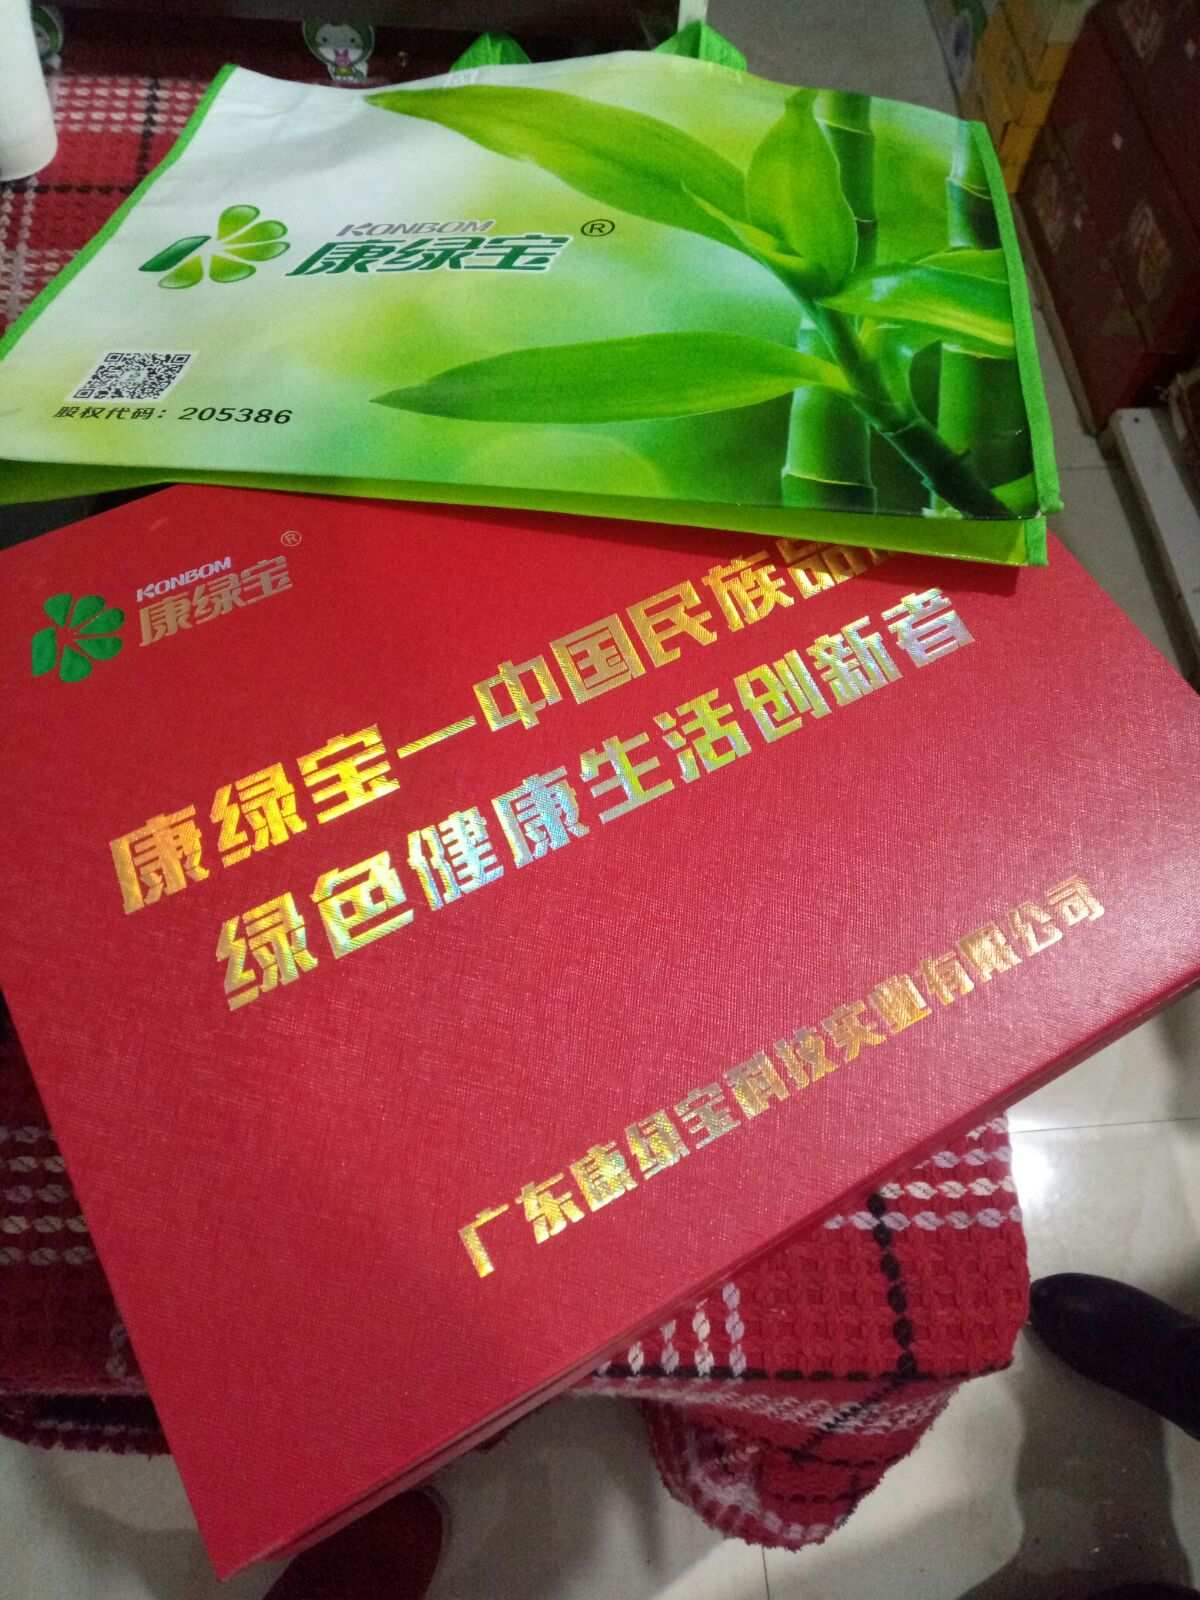 KONBOM
康绿宝®
股权代码：205386
KONBOM
康绿宝®
康绿宝一中国民族品
绿色健康生活创新者
广东康绿宝科技实业有限公司